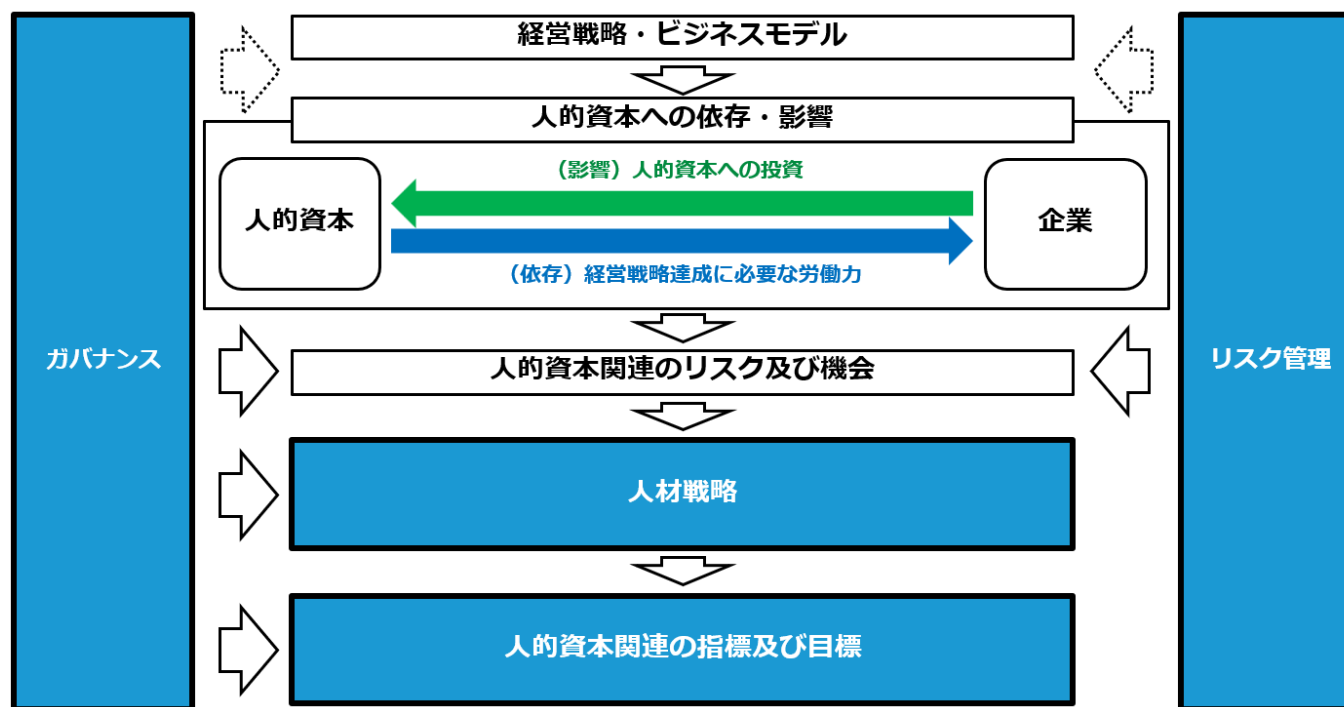 経営戦略・ビジネスモデル
人的資本への依存・影響
（影響）人的資本への投資
人的資本
企業
（依存）経営戦略達成に必要な労働力
ガバナンス
人的資本関連のリスク及び機会
リスク管理
人材戦略
人的資本関連の指標及び目標